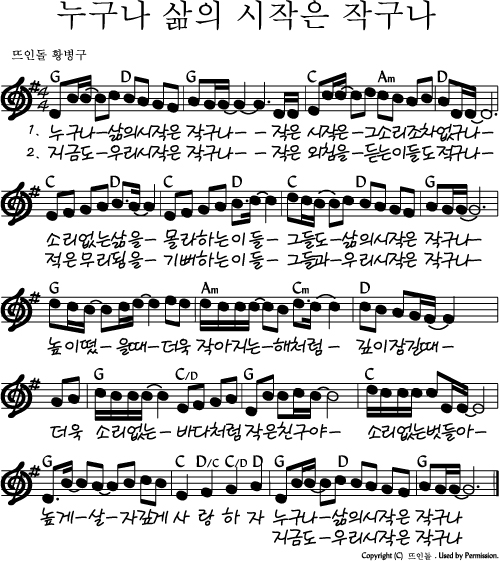 누구나 삶의 시작은 작구나
뜨인돌 황병구
G D G C Am D
1. 누구나-삶의시작은 작구나- - 작은 시작은 -그소리조차없구나-
2. 지금도-우리시작은 작구나- - 작은 외침을- 듣는이들도적구나-
C D C D C D G
소리없는삶을- 몰라하는이들- 그들도-삶의시작은 작구나
적은무리됨을- 기뻐하는이들- 그들과-우리시작은 작구나
G Am Cm D
높이떴-을때-더욱 작아지는-해처럼- 깊이잠길때-
G C/D G C
더욱 소리없는- 바다처럼 작은친구야- 소리없는벗들아-
G C D/C C/D D G D G
높게-살-자깊게 사 랑 하 자 누구나-삶의시작은 작구나
지금도-우리시작은 작구나
Copyright (C) 뜨인돌 . Used by Permission.